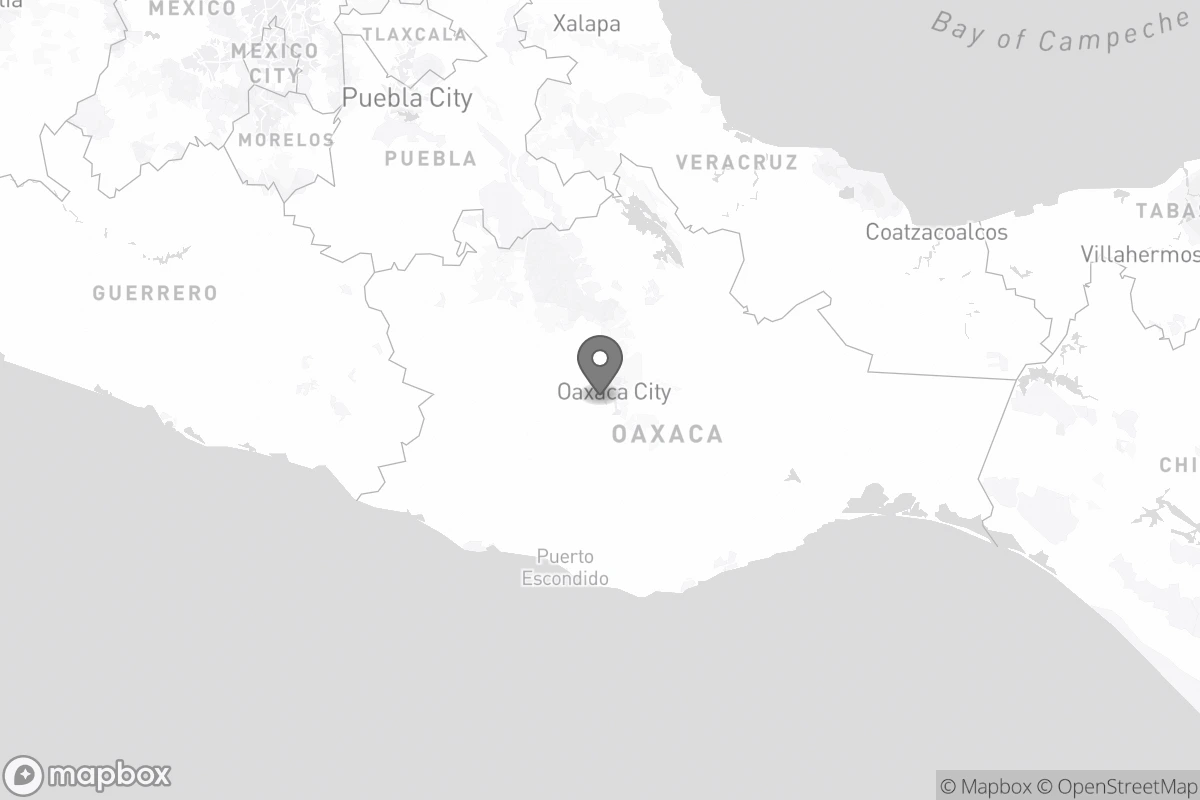 MEXICO
Xalapa
TLAXCALA
Bay of Campeche
MEXICO
CITY
Puebla City
MORELOS
PUEBLA
VERACRUZ
TABAS
Coatzacoalcos
Villahermos
GUERRERO
Oaxaca City
OAXACA
CHI
Puerto
Escondido
mapbox
© Mapbox © OpenStreetMap